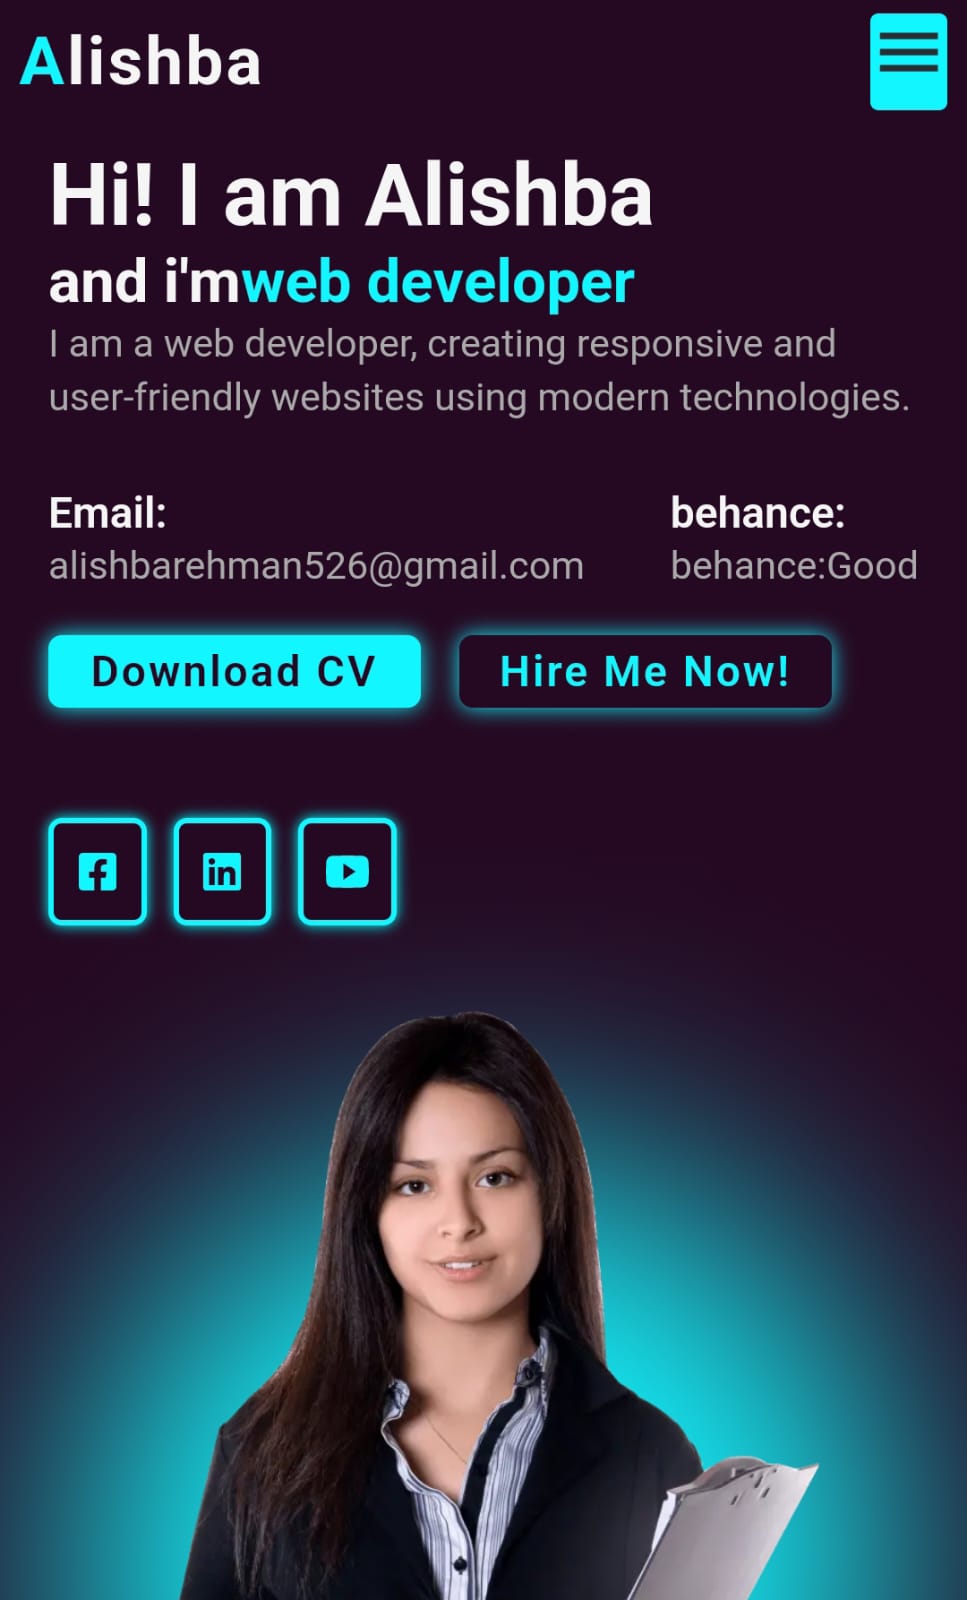 Alishba
Hi! I am Alishba
and i'mweb developer
I am a web developer, creating responsive and
user-friendly websites using modern technologies.
Email:
alishbarehman526@gmail.com
behance:
behance:Good
Download CV
Hire Me Now!
in